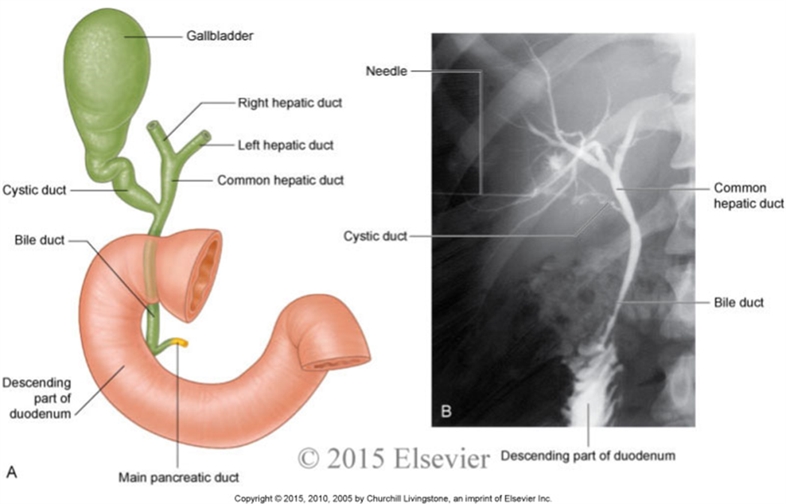 Gallbladder
Right hepatic duct
Left hepatic duct
Common hepatic duct
Cystic duct
Bile duct
Descending
part of
duodenum
Main pancreatic duct
A
Needle
Cystic duct
Common
hepatic duct
Bile duct
B
Descending part of duodenum
© 2015 Elsevier
Copyright © 2015, 2010, 2005 by Churchill Livingstone, an imprint of Elsevier Inc.